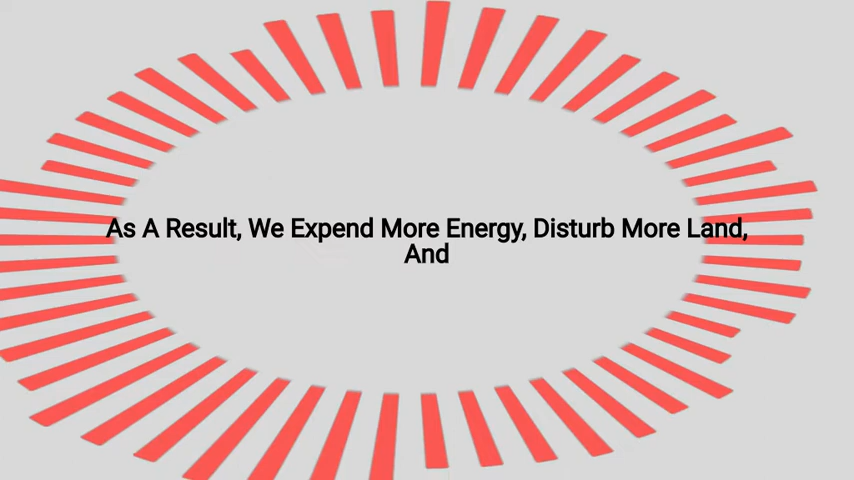 As A Result, We Expend More Energy, Disturb More Land,
And